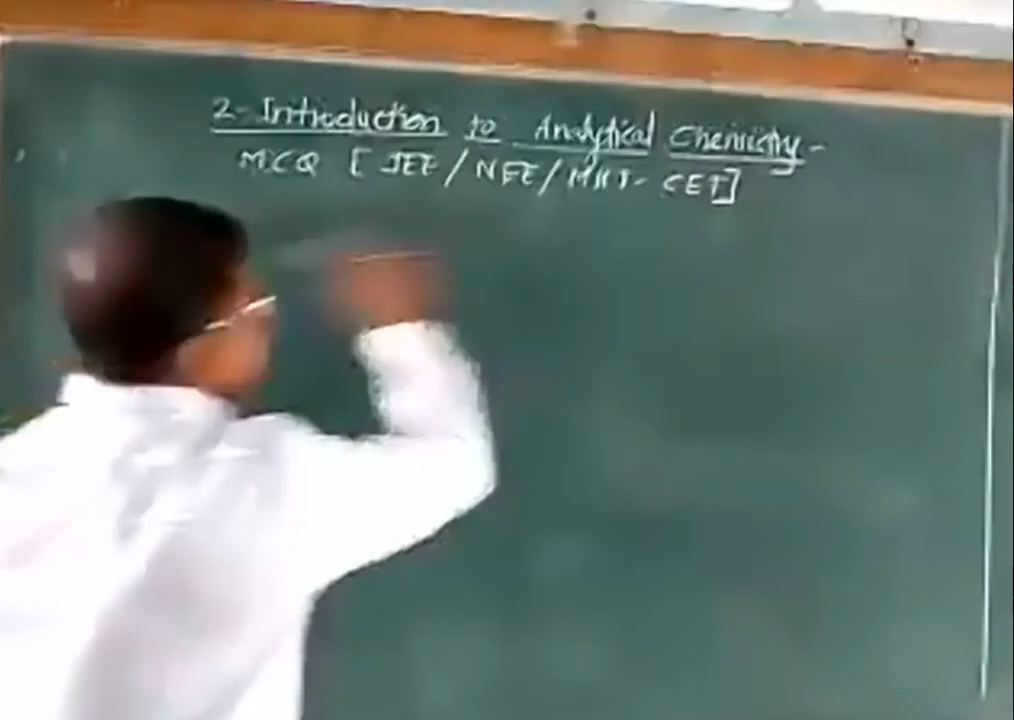 2- Introduction to Analytical Chemistry -
MCQ [ JEE / NEE / MHT- CET]